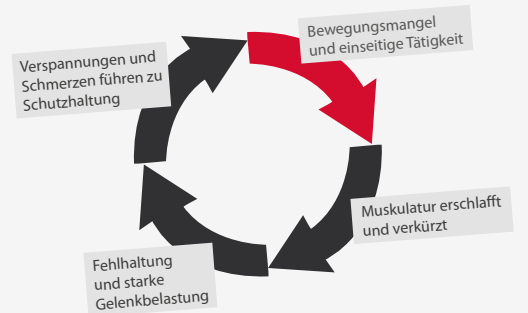 Bewegungsmangel
und einseitige Tätigkeit
Muskulatur erschlafft
und verkürzt
Fehlhaltung
und starke
Gelenkbelastung
Verspannungen und
Schmerzen führen zu
Schutzhaltung